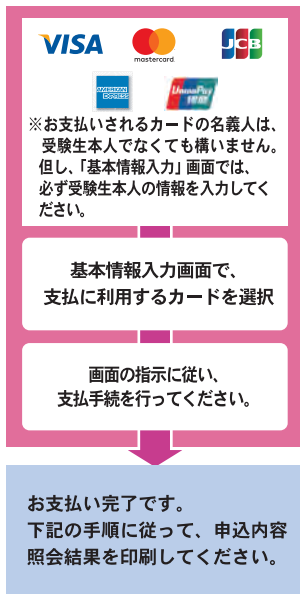 VISA
mastercard
JCB
AMERICAN
EXPRESS
UnionPay
银联
※お支払いされるカードの名義人は、
受験生本人でなくても構いません。
但し、「基本情報入力」画面では、
必ず受験生本人の情報を入力してく
ださい。
基本情報入力画面で、
支払に利用するカードを選択
画面の指示に従い、
支払手続を行ってください。
お支払い完了です。
下記の手順に従って、申込内容
照会結果を印刷してください。